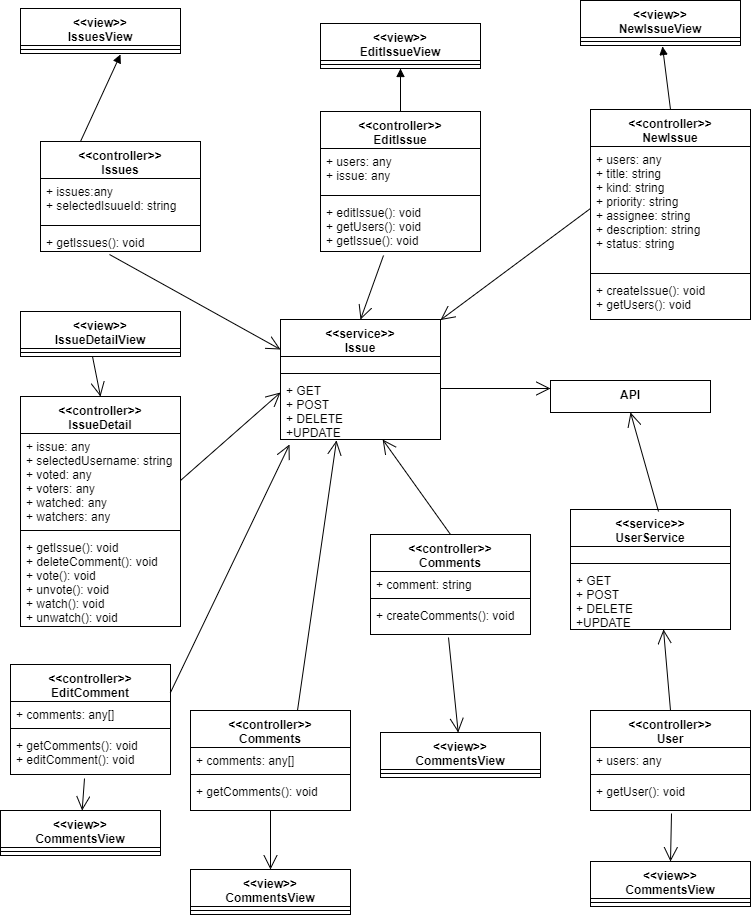 <<view>>
IssuesView
<<view>>
EditIssueView
<<view>>
NewIssueView
<<controller>>
Issues
+ issues:any
+ selectedIsuueId: string
+ getIssues(): void
<<controller>>
EditIssue
+ users: any
+ issue: any
+ editIssue(): void
+ getUsers(): void
+ getIssue(): void
<<controller>>
NewIssue
+ users: any
+ title: string
+ kind: string
+ priority: string
+ assignee: string
+ description: string
+ status: string
+ createIssue(): void
+ getUsers(): void
<<view>>
IssueDetailView
<<service>>
Issue
+ GET
+ POST
+ DELETE
+UPDATE
API
<<controller>>
IssueDetail
+ issue: any
+ selectedUsername: string
+ voted: any
+ voters: any
+ watched: any
+ watchers: any
+ getIssue(): void
+ deleteComment(): void
+ vote(): void
+ unvote(): void
+ watch(): void
+ unwatch(): void
<<controller>>
Comments
+ comment: string
+ createComments(): void
<<service>>
UserService
+ GET
+ POST
+ DELETE
+UPDATE
<<controller>>
EditComment
+ comments: any[]
+ getComments(): void
+ editComment(): void
<<controller>>
Comments
+ comments: any[]
+ getComments(): void
<<view>>
CommentsView
<<controller>>
User
+ users: any
+ getUser(): void
<<view>>
CommentsView
<<view>>
CommentsView
<<view>>
CommentsView